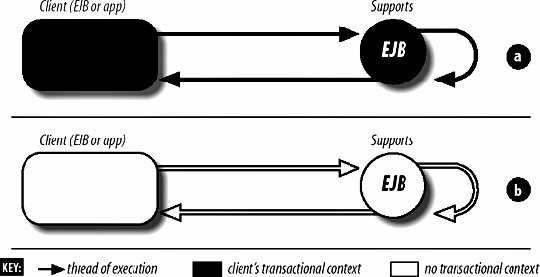 Client (EJB or app) Supports
EJB
a
Client (EJB or app) Supports
EJB
b
KEY: thread of execution client's transactional context no transactional context